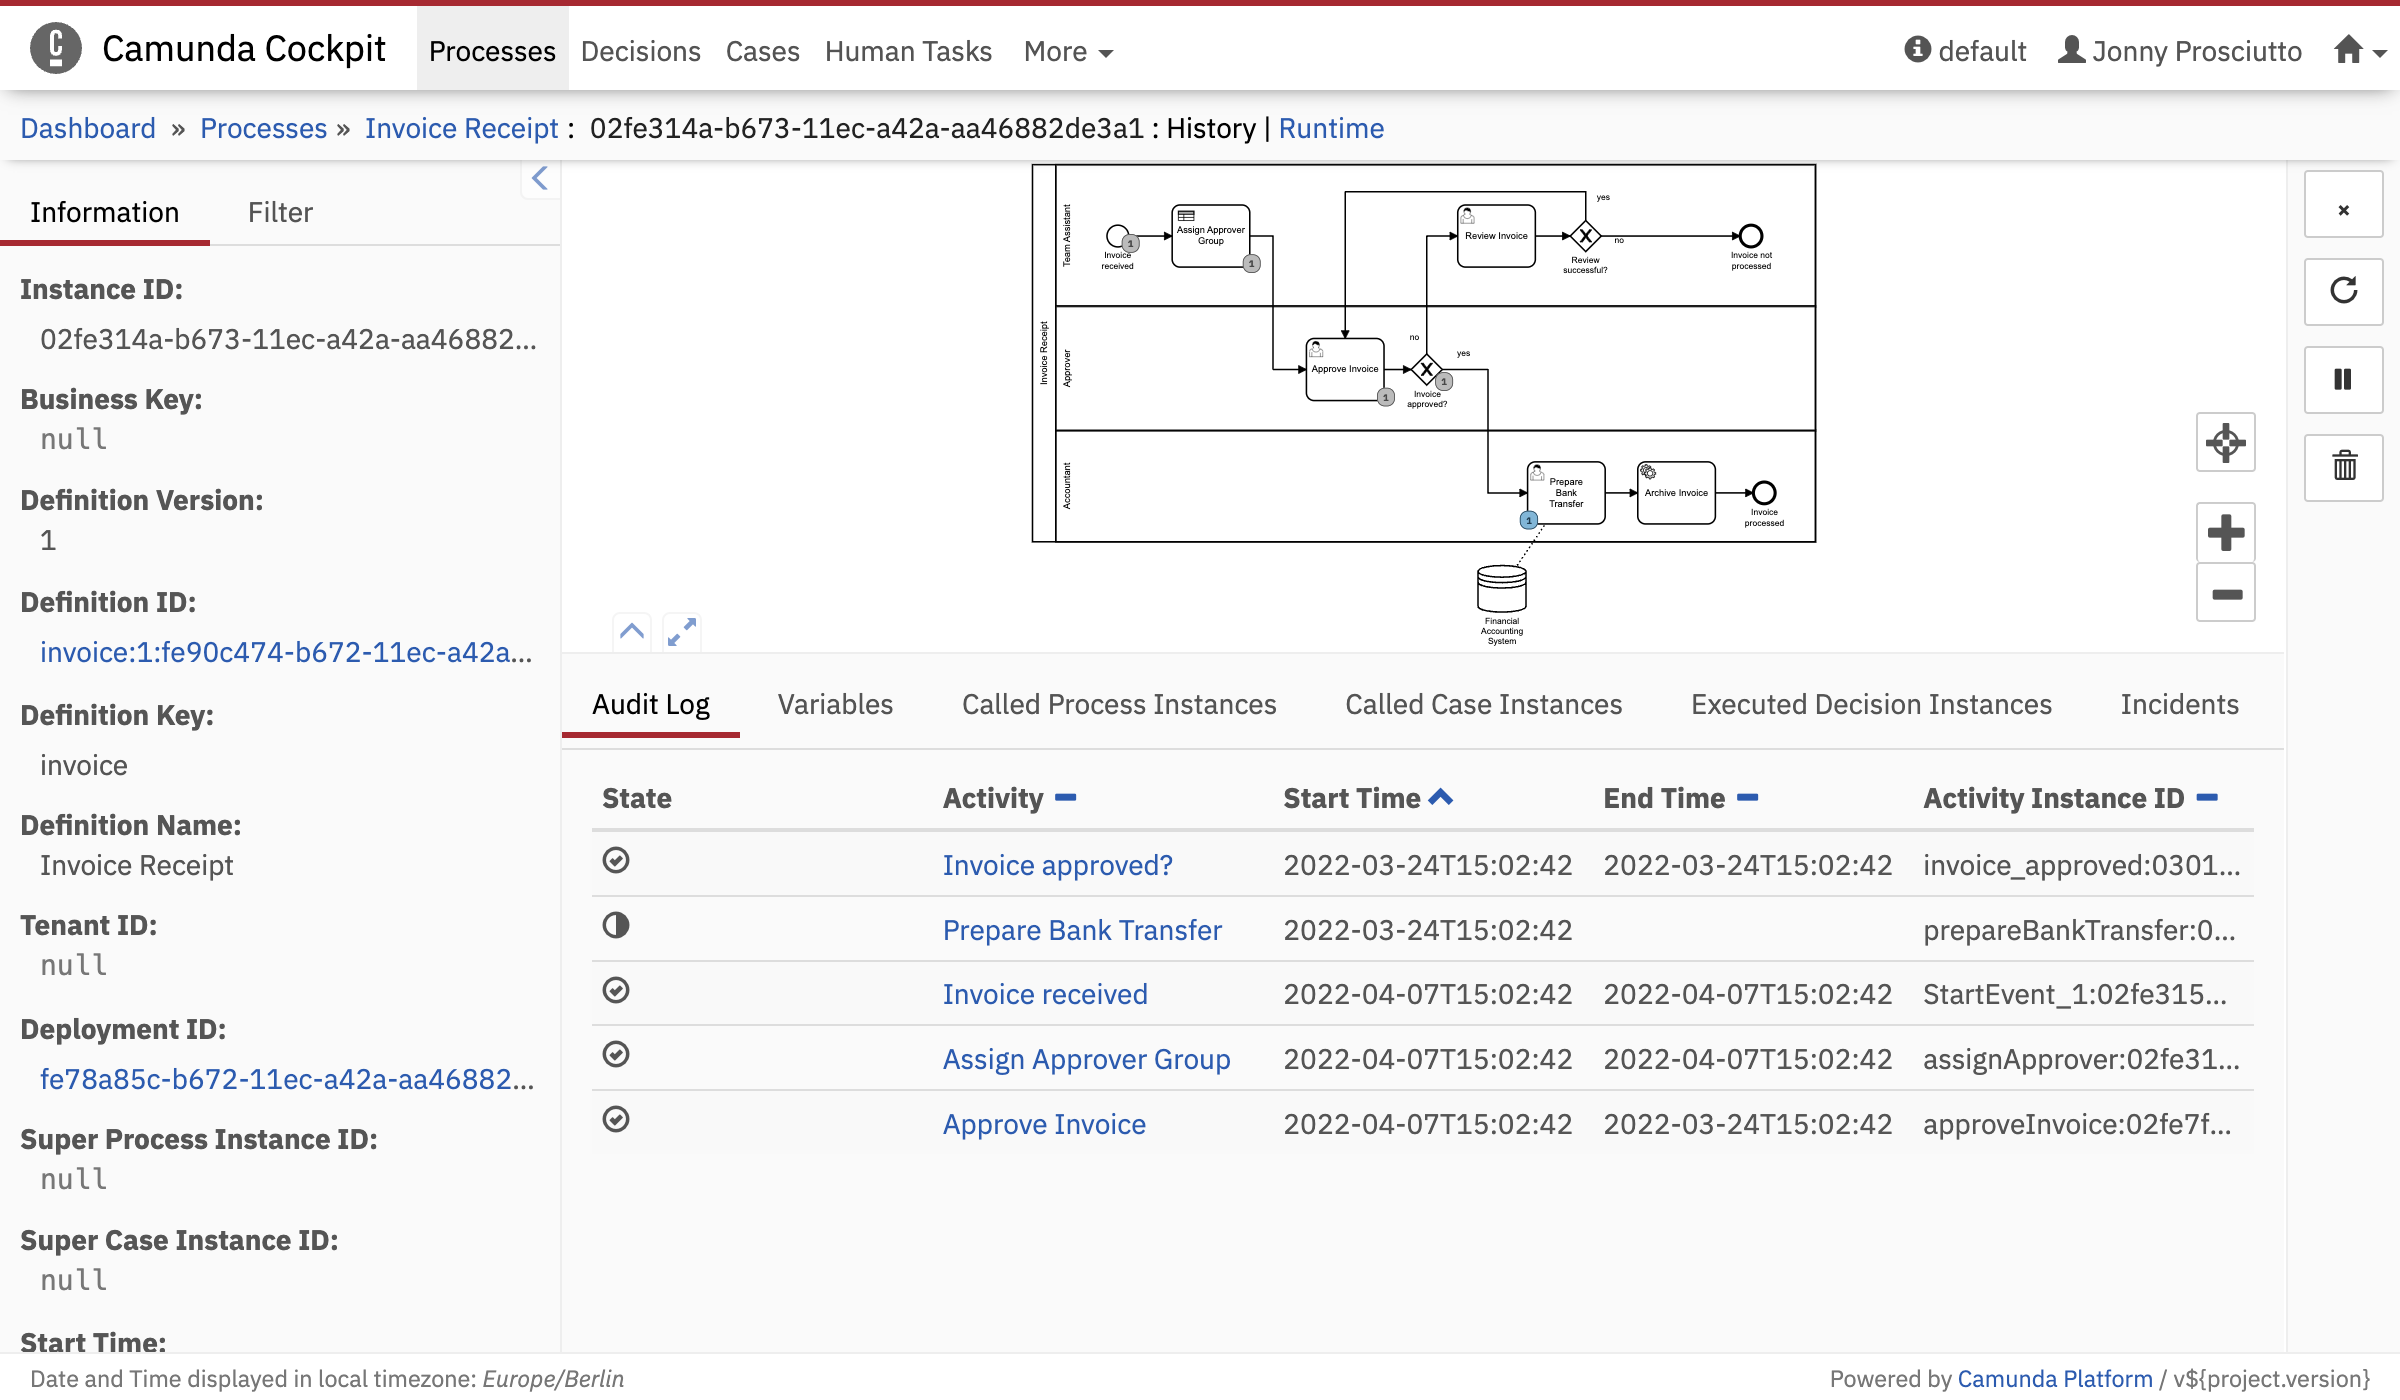 Camunda Cockpit Processes Decisions Cases Human Tasks More default Jonny Prosciutto
Dashboard » Processes » Invoice Receipt : 02fe314a-b673-11ec-a42a-aa46882de3a1 : History | Runtime
Information Filter
Instance ID:
02fe314a-b673-11ec-a42a-aa46882...
Business Key:
null
Definition Version:
1
Definition ID:
invoice:1:fe90c474-b672-11ec-a42a...
Definition Key:
invoice
Definition Name:
Invoice Receipt
Tenant ID:
null
Deployment ID:
fe78a85c-b672-11ec-a42a-aa46882...
Super Process Instance ID:
null
Super Case Instance ID:
null
Start Time:
Invoice Receipt
Team Assistant
Invoice
received
1
Assign Approver
Group
1
Review Invoice
yes
no
Review
successful?
Invoice not
processed
Approver
Approve Invoice
1
no
yes
1
Invoice
approved?
Accountant
Prepare
Bank
Transfer
1
Archive Invoice
Invoice
processed
Financial
Accounting
System
Audit Log Variables Called Process Instances Called Case Instances Executed Decision Instances Incidents
State Activity Start Time End Time Activity Instance ID
Invoice approved? 2022-03-24T15:02:42 2022-03-24T15:02:42 invoice_approved:0301...
Prepare Bank Transfer 2022-03-24T15:02:42 prepareBankTransfer:0...
Invoice received 2022-04-07T15:02:42 2022-04-07T15:02:42 StartEvent_1:02fe315...
Assign Approver Group 2022-04-07T15:02:42 2022-04-07T15:02:42 assignApprover:02fe31...
Approve Invoice 2022-04-07T15:02:42 2022-03-24T15:02:42 approveInvoice:02fe7f...
Date and Time displayed in local timezone: Europe/Berlin
Powered by Camunda Platform / v${project.version}